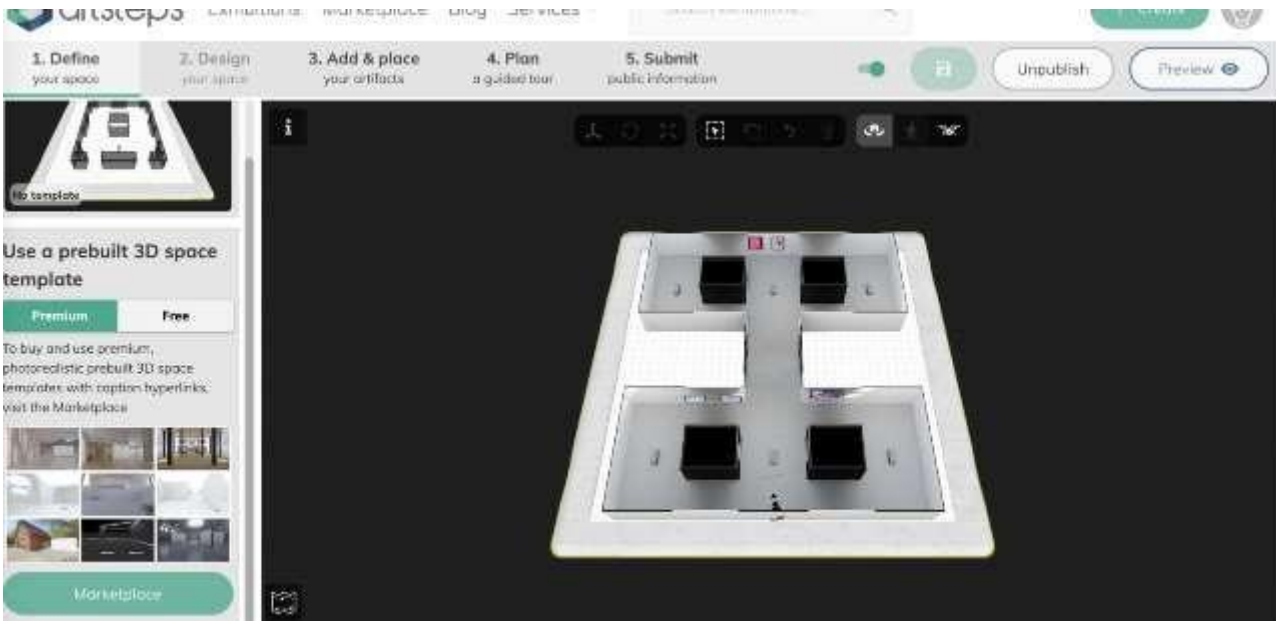 artsteps Exhibitions Marketplace Blog Services
Create
1. Define
your space
2. Design
your space
3. Add & place
your artifacts
4. Plan
a guided tour
5. Submit
public information
Unpublish
Preview
No template
Use a prebuilt 3D space
template
Premium
Free
To buy and use premium,
photorealistic prebuilt 3D space
templates with caption hyperlinks,
visit the Marketplace
Marketplace